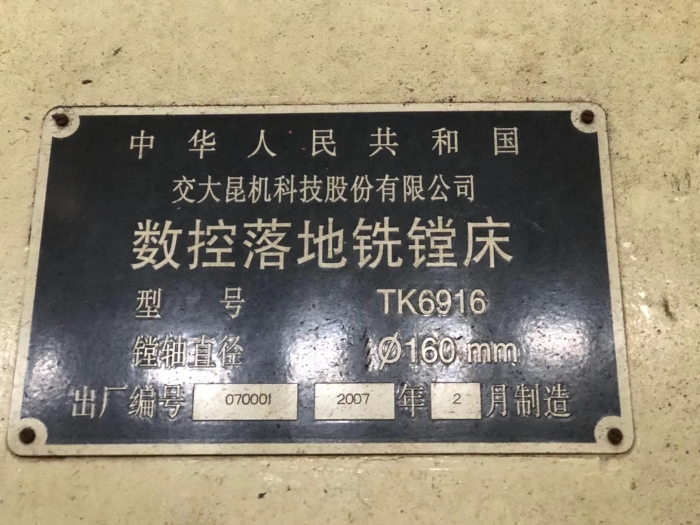 中华人民共和国
交大昆机科技股份有限公司
数控落地铣镗床
型号 TK6916
镗轴直径 Ø160 mm
出厂编号 070001 2007 年 2 月制造